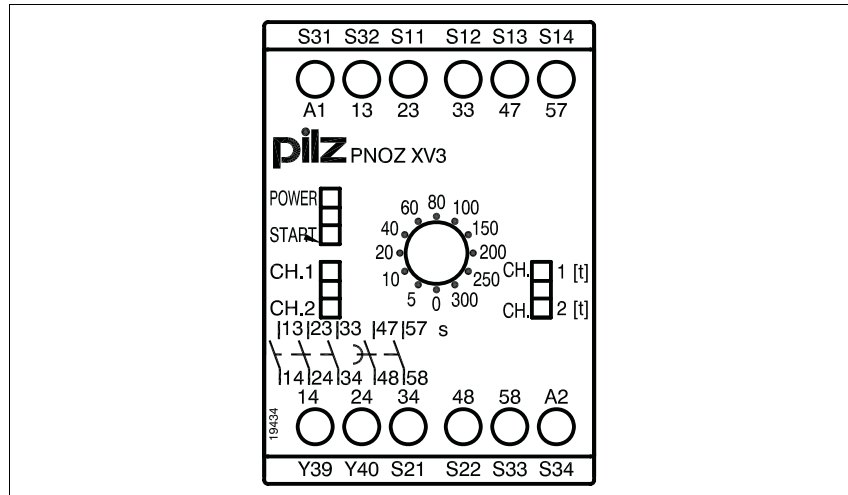 S31 S32 S11 S12 S13 S14
A1 13 23 33 47 57
pilz PNOZ XV3
POWER
START
CH.1
CH.2
60 80 100
40 150
20 200
10 250
5 0 300
CH. 1 [t]
CH. 2 [t]
13 23 33 47 57 s
14 24 34 48 58
14 24 34 48 58 A2
19434
Y39 Y40 S21 S22 S33 S34